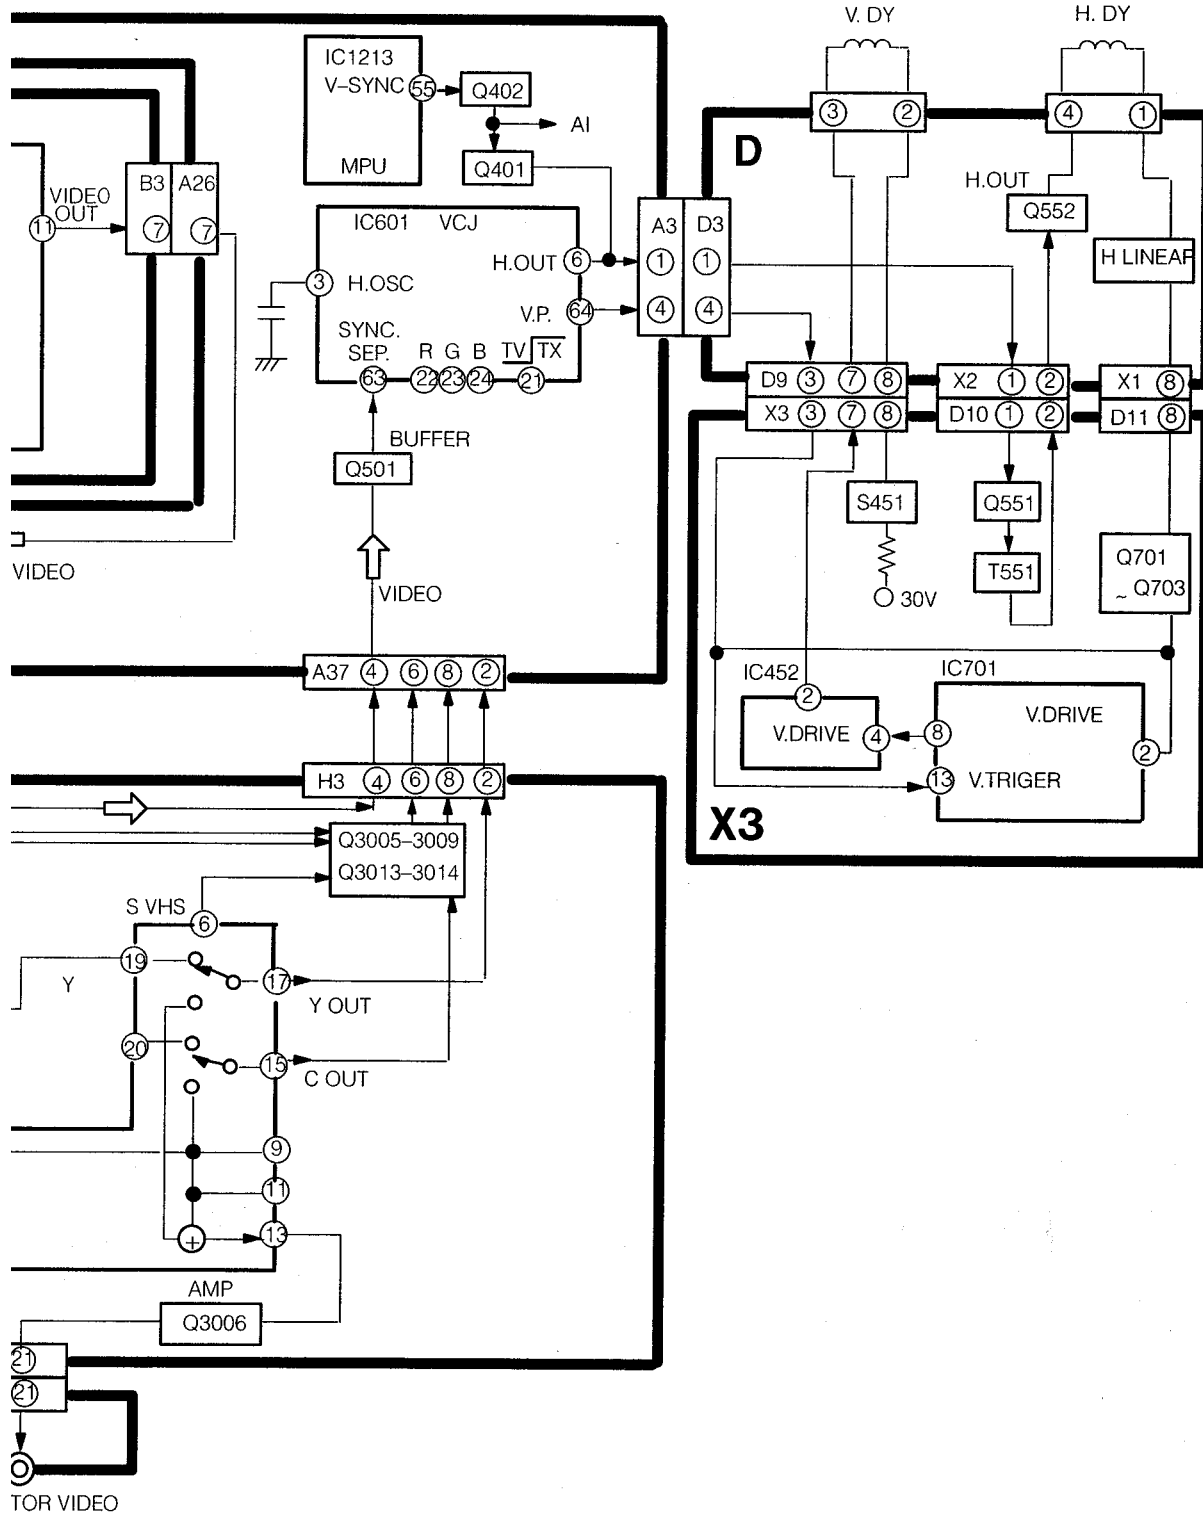 V. DY
H. DY
IC1213
V-SYNC 55
Q402
3 2
4 1
AI
D
MPU
Q401
B3 A26
H.OUT
VIDEO
OUT
11
7 7
IC601 VCJ
A3 D3
Q552
H.OUT 6
1 1
H LINEAR
3 H.OSC
V.P. 64
4 4
SYNC.
SEP.
R G B TV TX
63 22 23 24 21
D9 3 7 8
X2 1 2
X1 8
X3 3 7 8
D10 1 2
D11 8
BUFFER
Q501
S451
Q551
Q701
~ Q703
T551
VIDEO
VIDEO
30V
A37 4 6 8 2
IC452
IC701
2
V.DRIVE
V.DRIVE 4
8
2
H3 4 6 8 2
13 V.TRIGER
X3
Q3005-3009
Q3013-3014
S VHS
6
19
Y
17
Y OUT
20
15
C OUT
9
11
+ 13
AMP
Q3006
21
21
TOR VIDEO